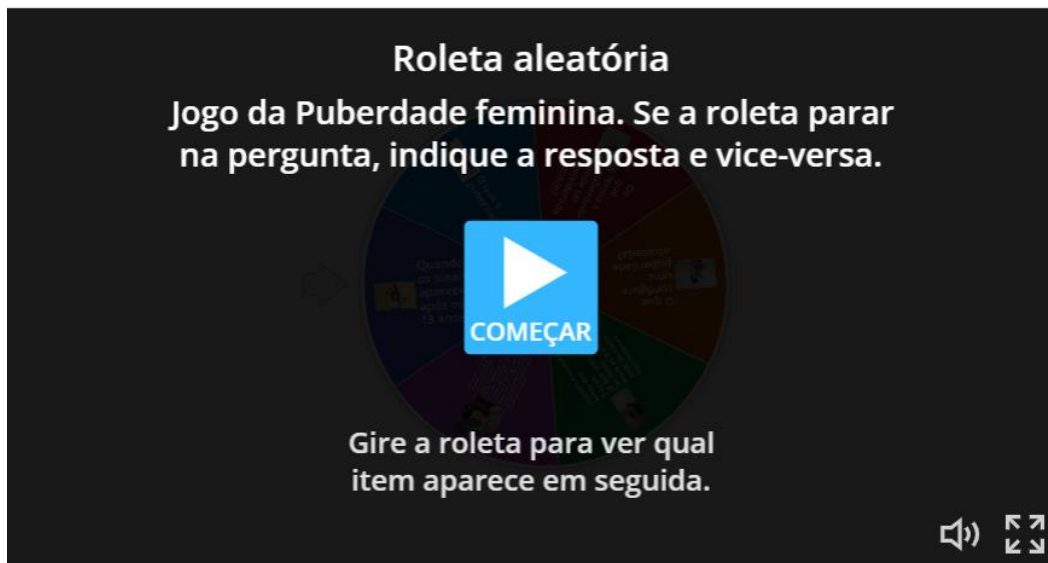 Roleta aleatória
Jogo da Puberdade feminina. Se a roleta parar
na pergunta, indique a resposta e vice-versa.
COMEÇAR
Gire a roleta para ver qual
item aparece em seguida.